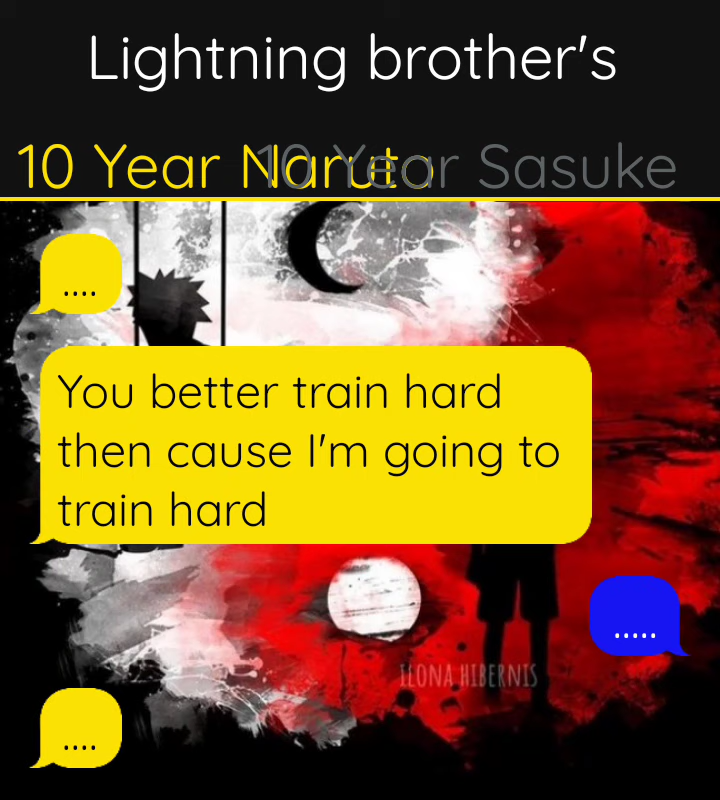 Lightning brother's
10 Year Naruto 10 Year Sasuke
....
You better train hard
then cause I'm going to
train hard
.....
ILONA HIBERNIS
....